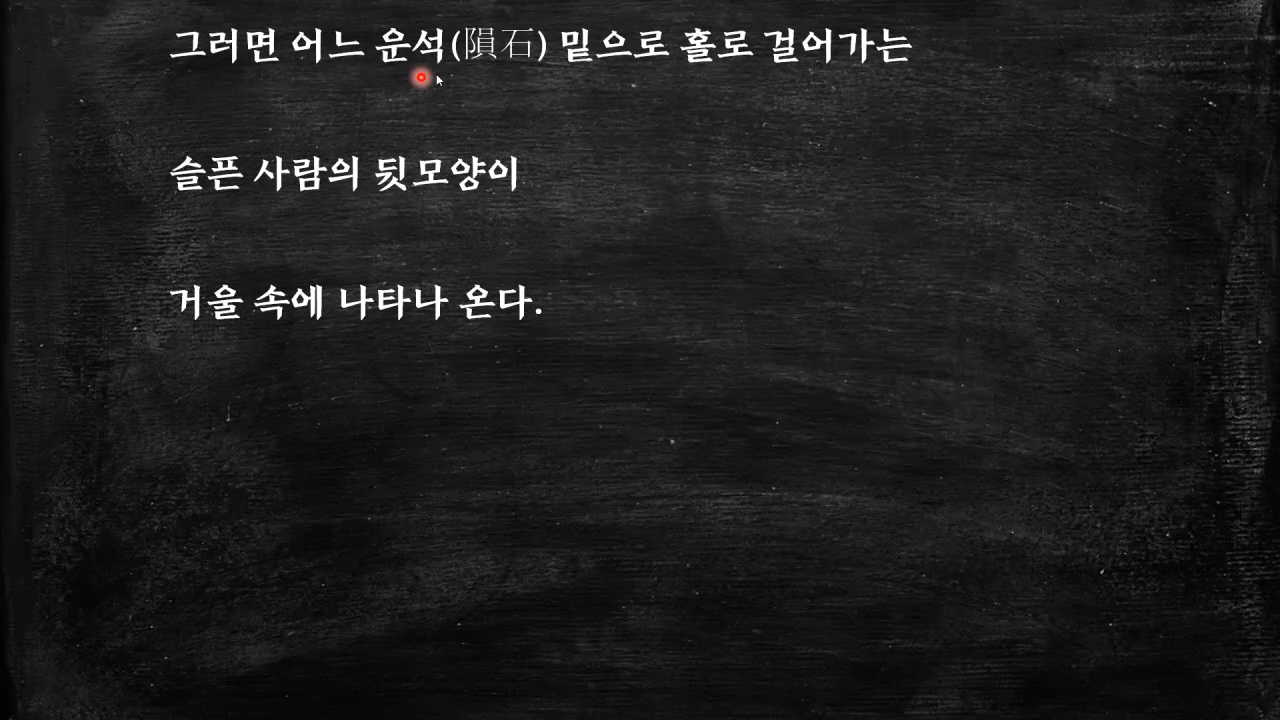 그러면 어느 운석(隕石) 밑으로 홀로 걸어가는
슬픈 사람의 뒷모양이
거울 속에 나타나 온다.